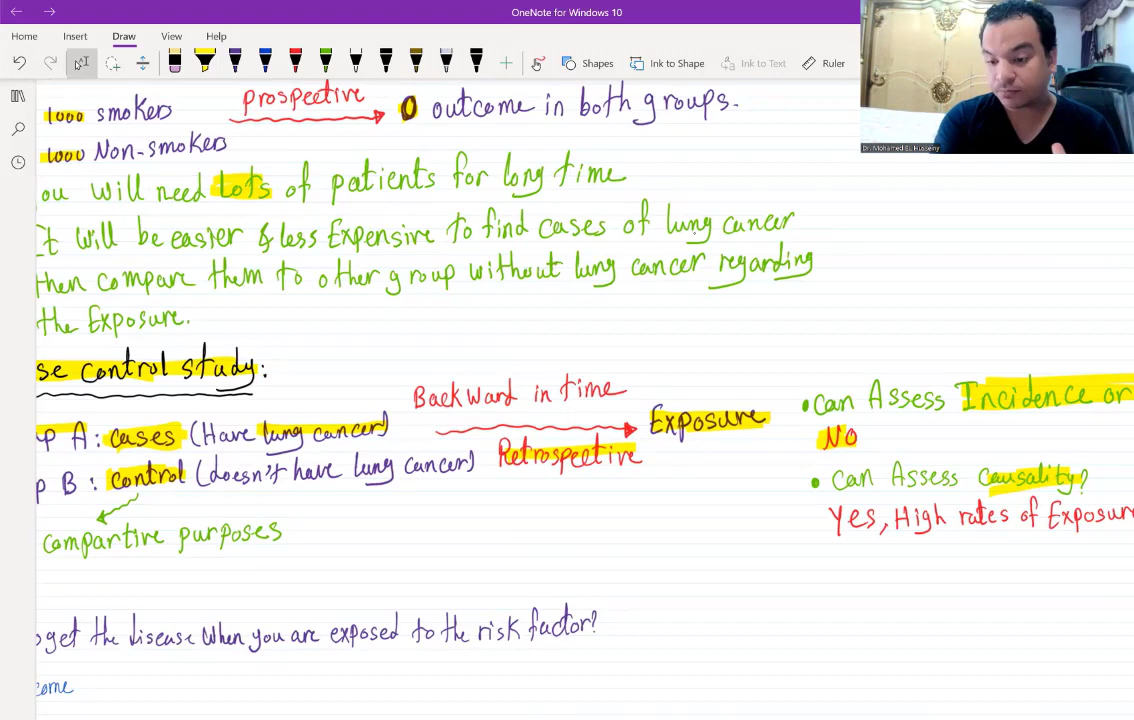 OneNote for Windows 10
Home Insert Draw View Help
Shapes Ink to Shape Ink to Text Ruler
Dr. Mohamed EL Husseiny
1000 smokers
Prospective
O outcome in both groups.
1000 Non-smokers
ou will need Lots of patients for long time
It will be easier & less Expensive to find cases of lung cancer
then compare them to other group without lung cancer regarding
the Exposure.
se control study:
p A: cases (Have lung cancer)
p B: control (doesn't have lung cancer)
compartive purposes
Backward in time
Retrospective
Exposure
• Can Assess Incidence or
NO
• Can Assess Causality?
Yes, High rates of Exposur
o get the disease when you are exposed to the risk factor?
come